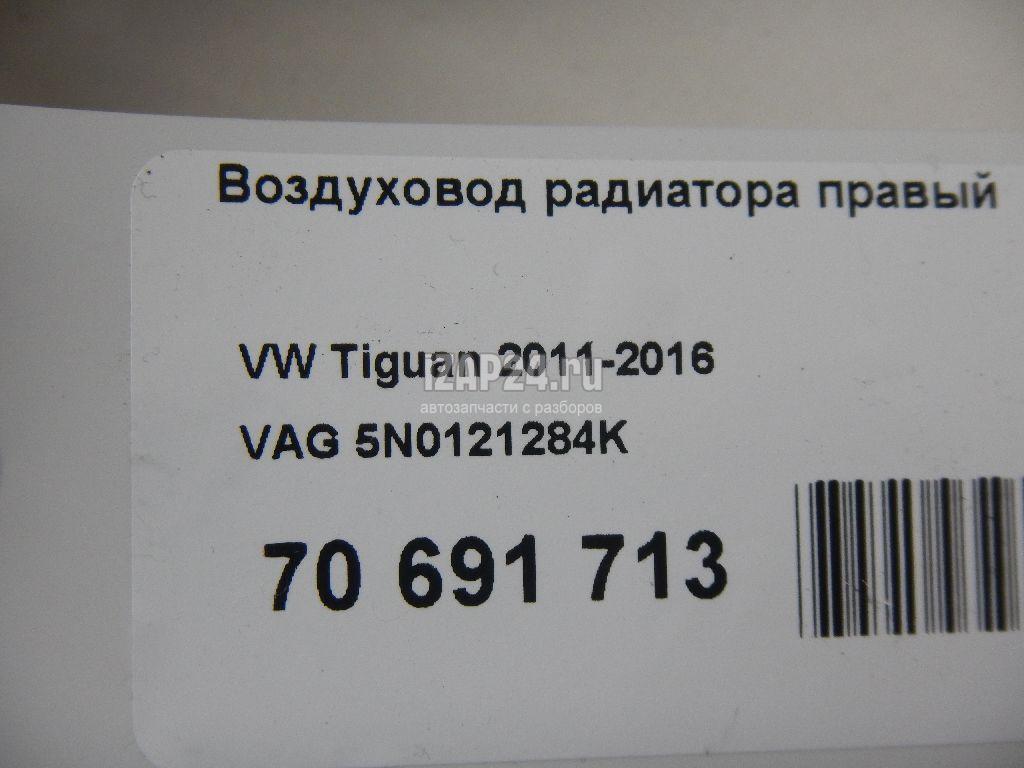 Воздуховод радиатора правый
VW Tiguan 2011-2016
iZAP24.ru
автозапчасти с разборов
VAG 5N0121284K
70 691 713